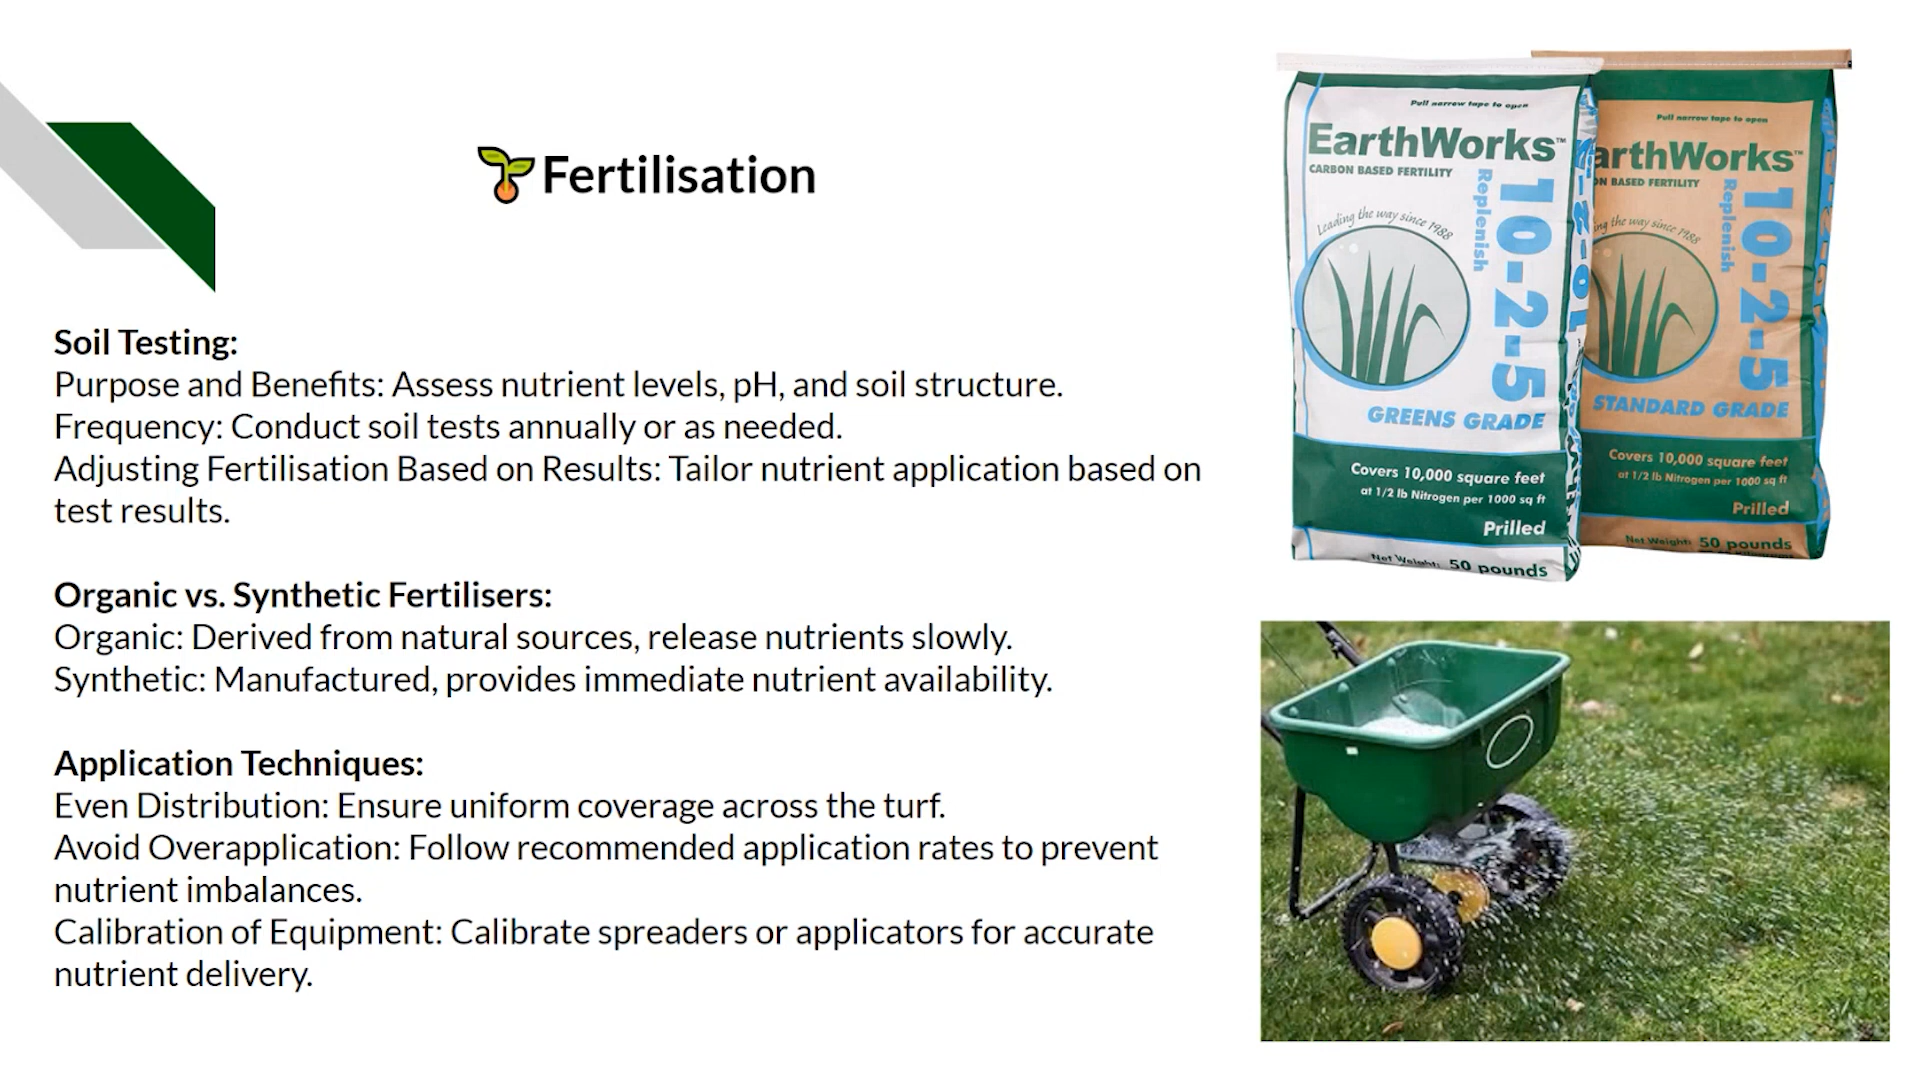 Fertilisation
Soil Testing:
Purpose and Benefits: Assess nutrient levels, pH, and soil structure.
Frequency: Conduct soil tests annually or as needed.
Adjusting Fertilisation Based on Results: Tailor nutrient application based on
test results.
Organic vs. Synthetic Fertilisers:
Organic: Derived from natural sources, release nutrients slowly.
Synthetic: Manufactured, provides immediate nutrient availability.
Application Techniques:
Even Distribution: Ensure uniform coverage across the turf.
Avoid Overapplication: Follow recommended application rates to prevent
nutrient imbalances.
Calibration of Equipment: Calibrate spreaders or applicators for accurate
nutrient delivery.
Pull narrow tape to open
EarthWorks™
CARBON BASED FERTILITY
Leading the way since 1988
Replenish
10-2-5
GREENS GRADE
Covers 10,000 square feet
at 1/2 lb Nitrogen per 1000 sq ft
Prilled
Net Weight: 50 pounds
Pull narrow tape to open
arthWorks™
ON BASED FERTILITY
ing the way since 1988
Replenish
10-2-5
STANDARD GRADE
Covers 10,000 square feet
at 1/2 lb Nitrogen per 1000 sq ft
Prilled
Net Weight: 50 pounds